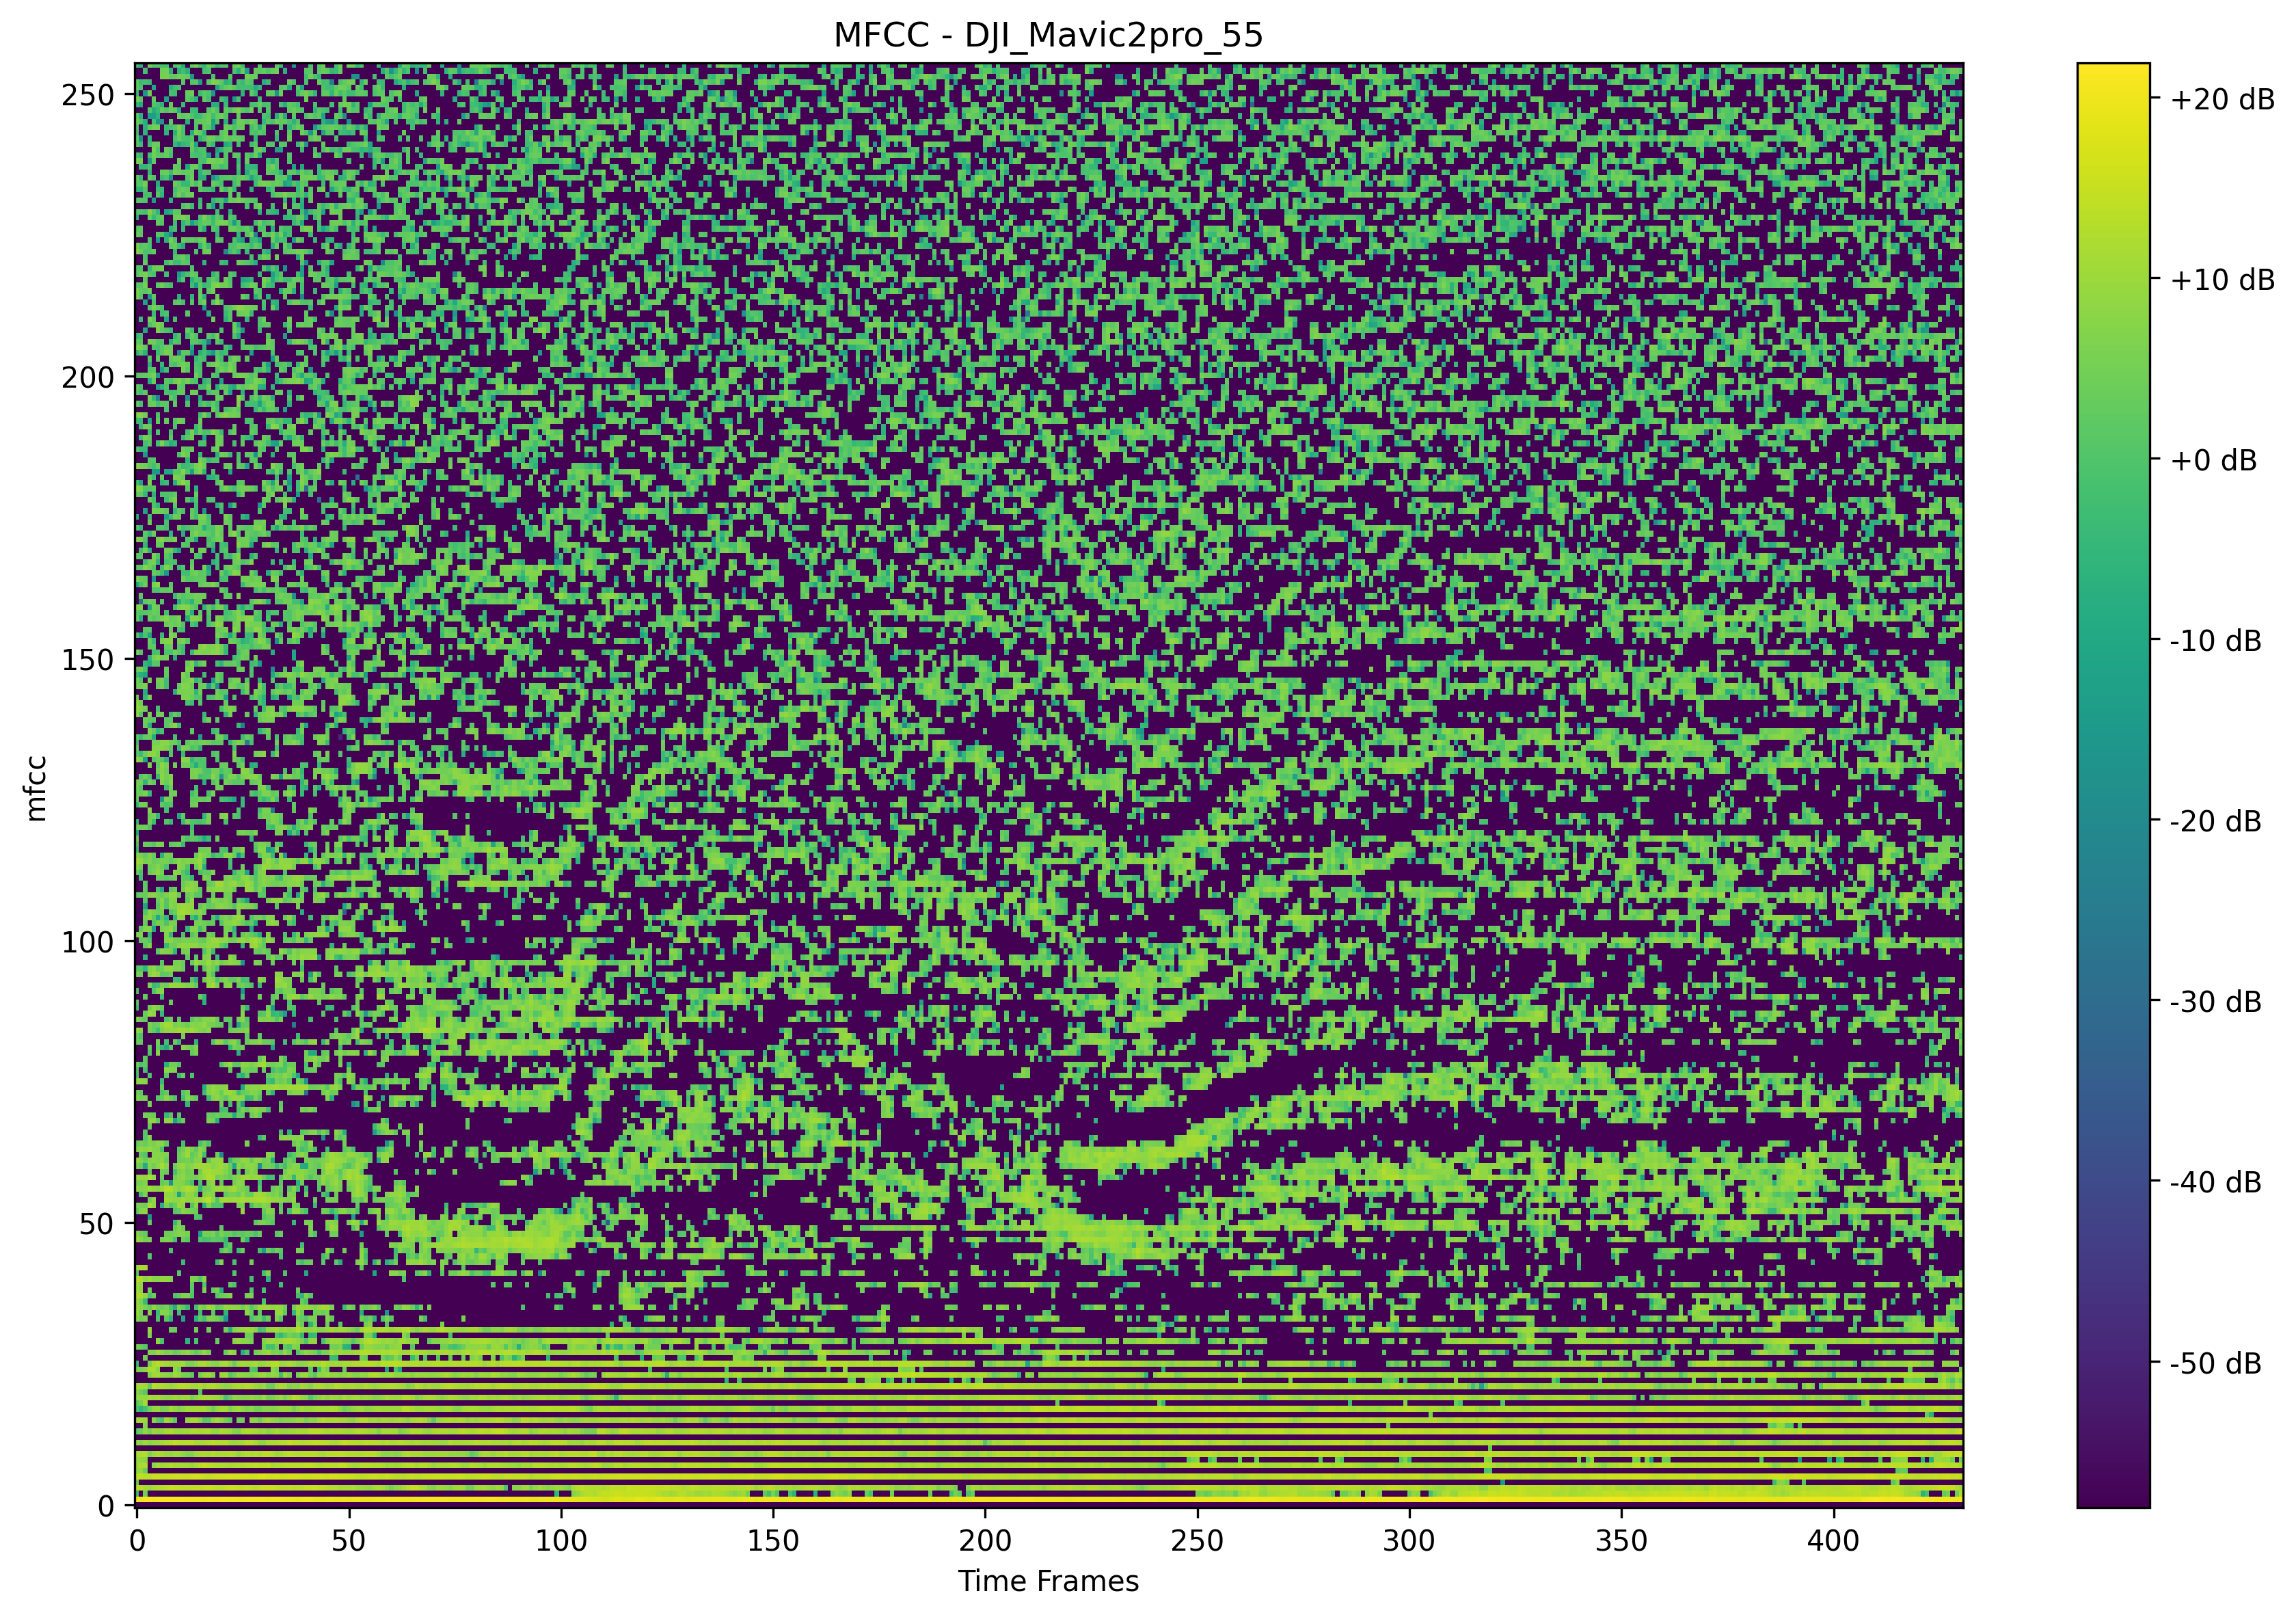 MFCC - DJI_Mavic2pro_55
250
200
150
100
50
0
mfcc
0 50 100 150 200 250 300 350 400
Time Frames
+20 dB
+10 dB
+0 dB
-10 dB
-20 dB
-30 dB
-40 dB
-50 dB